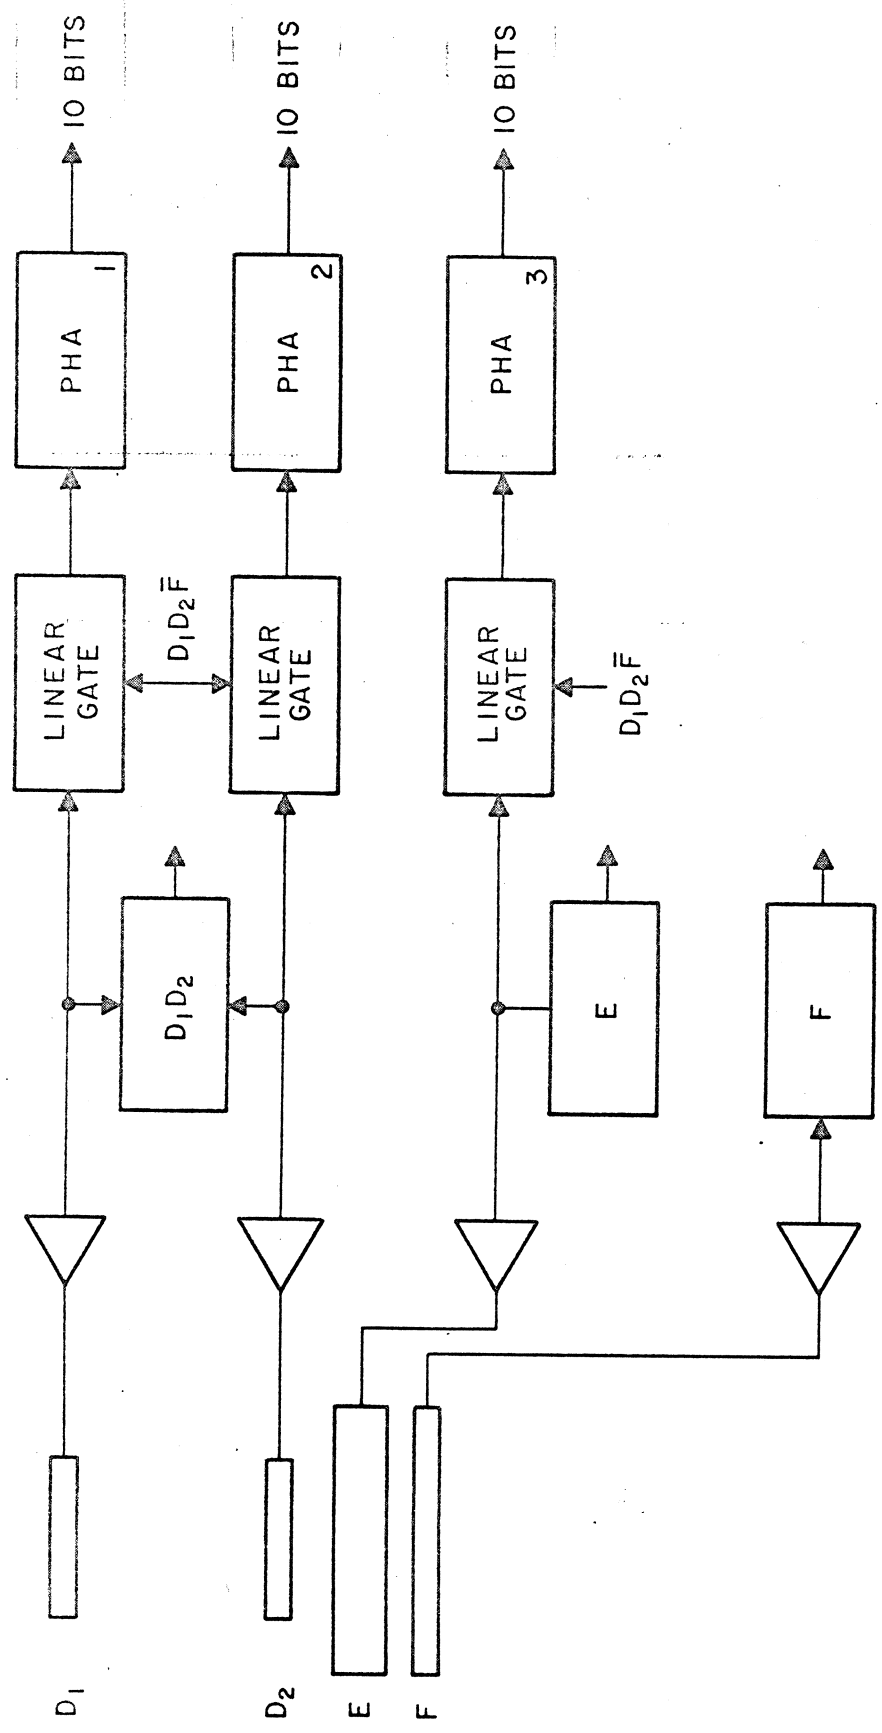 D₁
D₂
E
F
D₁D₂
E
F
LINEAR
GATE
D₁D₂F̅
LINEAR
GATE
LINEAR
GATE
D₁D₂F̅
PHA
1
PHA
2
PHA
3
10 BITS
10 BITS
10 BITS